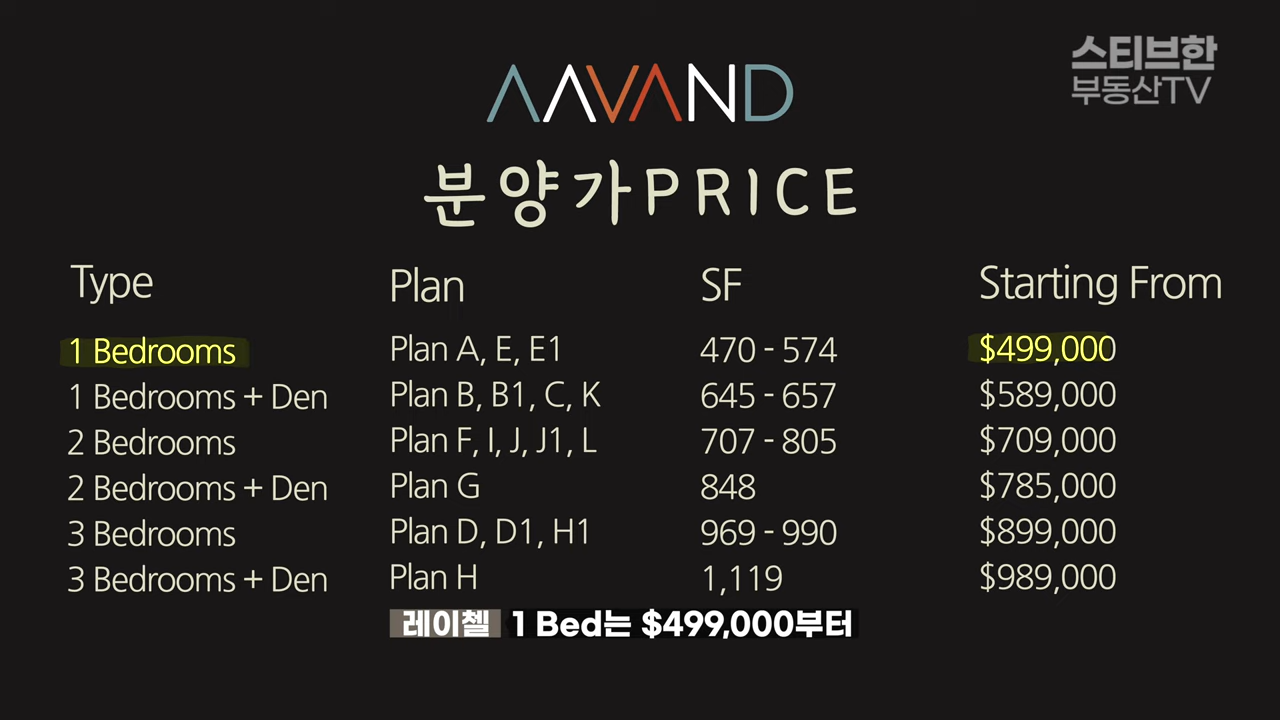 스티브한
부동산TV
AAVAND
분양가PRICE
Type Plan SF Starting From
1 Bedrooms Plan A, E, E1 470 - 574 $499,000
1 Bedrooms + Den Plan B, B1, C, K 645 - 657 $589,000
2 Bedrooms Plan F, I, J, J1, L 707 - 805 $709,000
2 Bedrooms + Den Plan G 848 $785,000
3 Bedrooms Plan D, D1, H1 969 - 990 $899,000
3 Bedrooms + Den Plan H 1,119 $989,000
레이첼 1 Bed는 $499,000부터